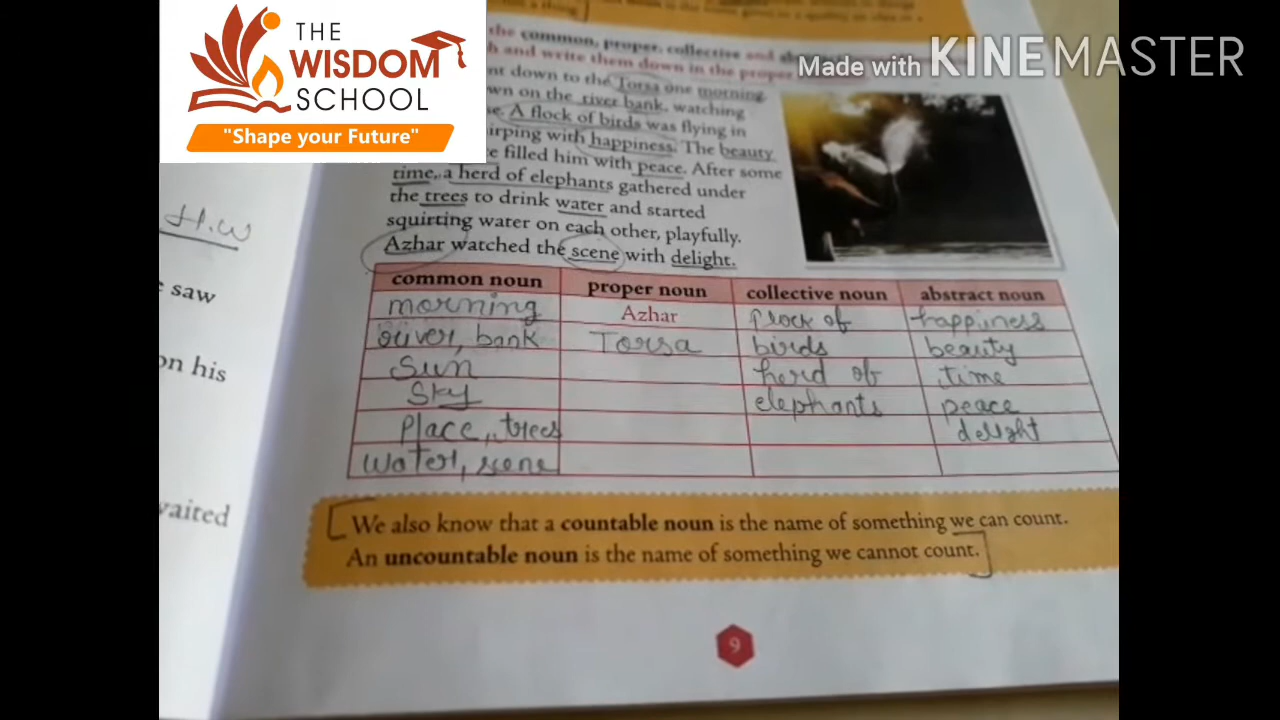 THE
WISDOM
SCHOOL
"Shape your Future"
Made with KINEMASTER
the common, proper, collective and
and write them down in the proper
down to the Torsa one morning.
on the river bank, watching
A flock of birds was flying in
with happiness. The beauty
filled him with peace. After some
time, a herd of elephants gathered under
the trees to drink water and started
squirting water on each other, playfully.
Azhar watched the scene with delight.
H.W
saw
on his
common noun proper noun collective noun abstract noun
morning Azhar flock of happiness
river, bank Torsa birds beauty
Sun herd of time
Sky elephants peace
Place, trees delight
water, scene
We also know that a countable noun is the name of something we can count.
An uncountable noun is the name of something we cannot count.
9